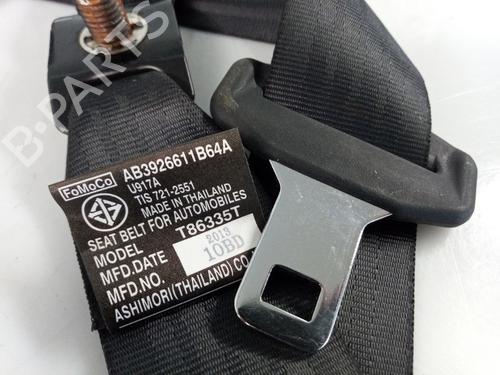 B-PARTS
FoMoCo
AB3926611B64A
U917A
TIS 721-2551
MADE IN THAILAND
SEAT BELT FOR AUTOMOBILES
MODEL T86335T
MFD.DATE 2013
MFD.NO. 10BD
ASHIMORI(THAILAND)CO.